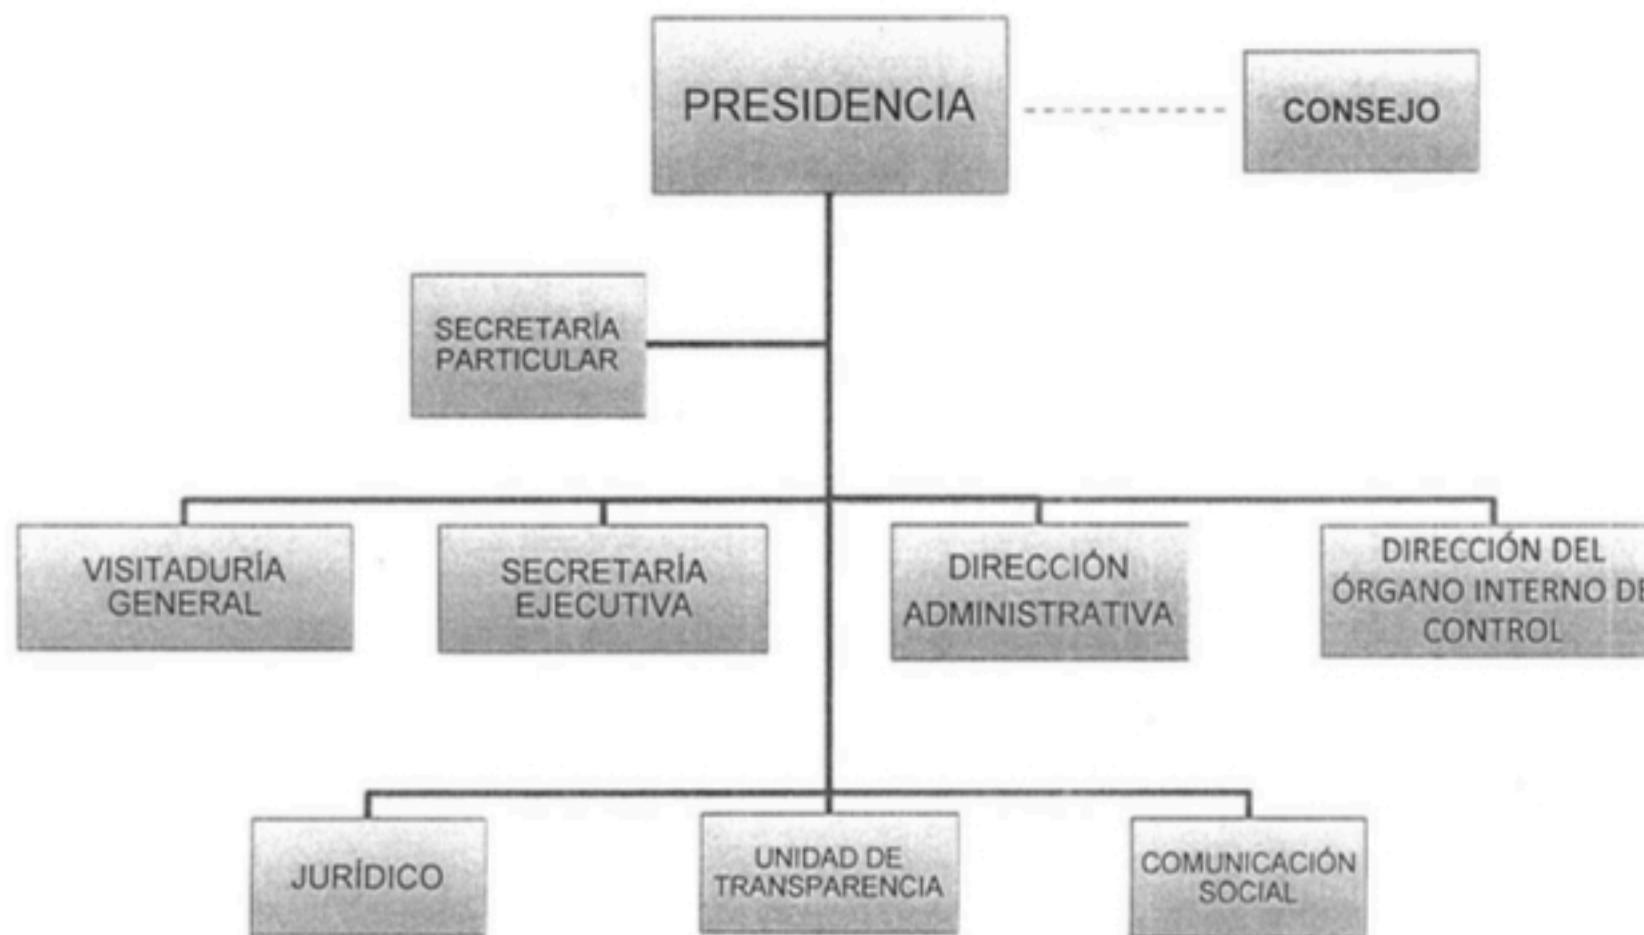 PRESIDENCIA
CONSEJO
SECRETARÍA
PARTICULAR
VISITADURÍA
GENERAL
SECRETARÍA
EJECUTIVA
DIRECCIÓN
ADMINISTRATIVA
DIRECCIÓN DEL
ÓRGANO INTERNO DE
CONTROL
JURÍDICO
UNIDAD DE
TRANSPARENCIA
COMUNICACIÓN
SOCIAL